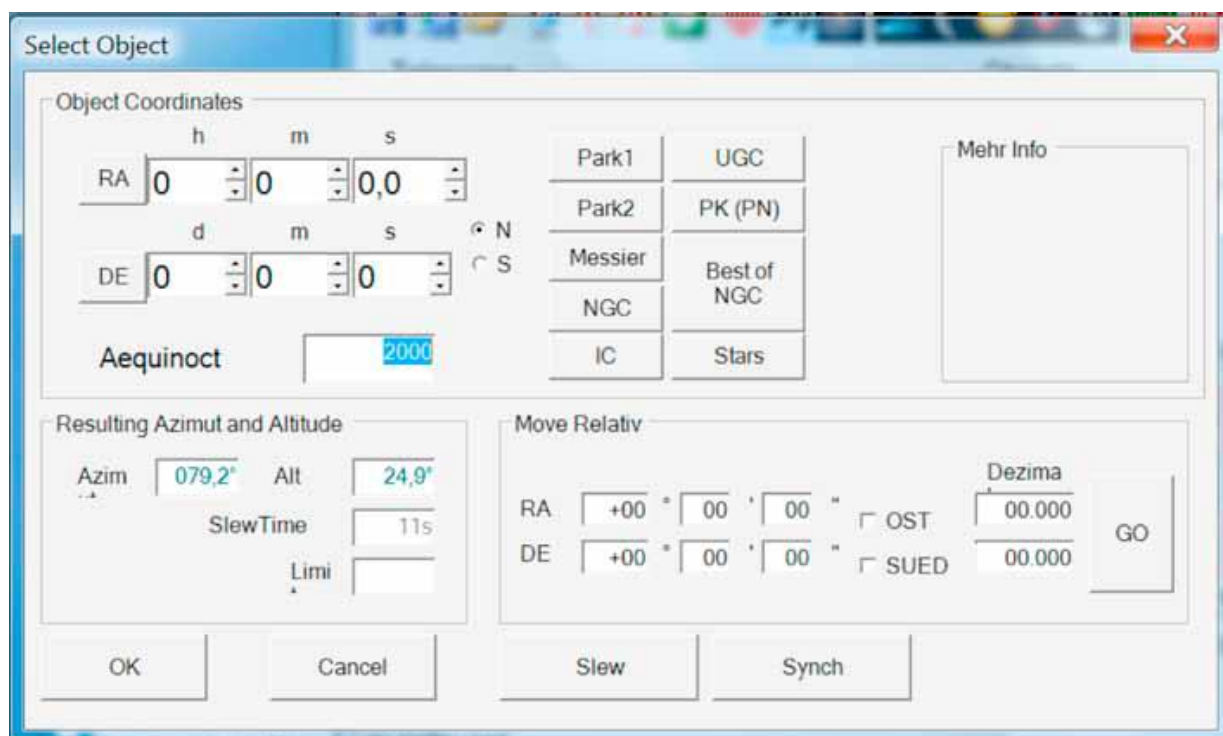 Select Object
Object Coordinates
h m s
RA 0 0 0,0
d m s
DE 0 0 0
N
S
Aequinoct 2000
Park1 UGC
Park2 PK (PN)
Messier Best of NGC
NGC
IC Stars
Mehr Info
Resulting Azimut and Altitude
Azim 079,2° Alt 24,9°
SlewTime 11s
Limi
Move Relativ
Dezima
RA +00 ° 00 ' 00 " OST 00.000
DE +00 ° 00 ' 00 " SUED 00.000
GO
OK Cancel Slew Synch